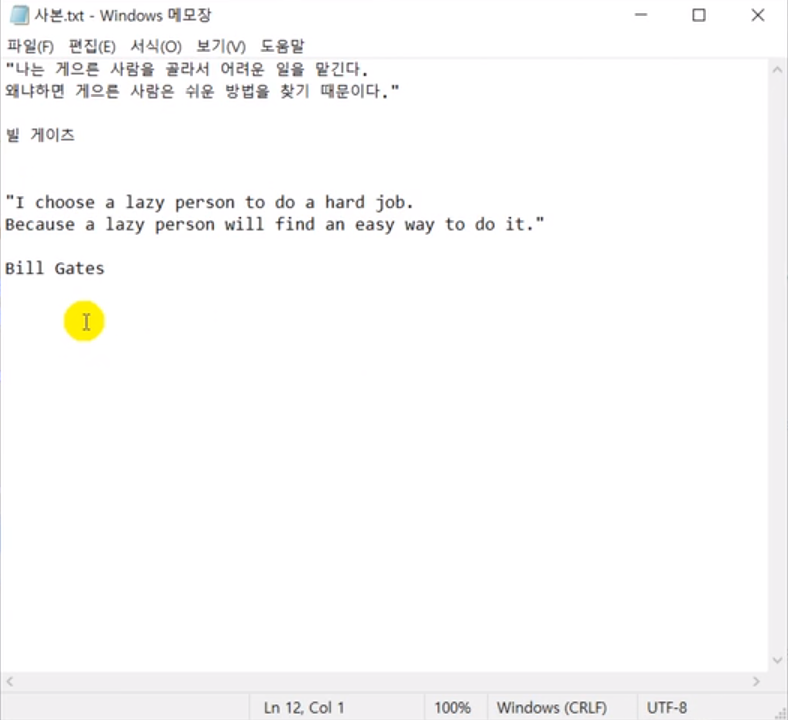 사본.txt - Windows 메모장
파일(F) 편집(E) 서식(O) 보기(V) 도움말
"나는 게으른 사람을 골라서 어려운 일을 맡긴다.
왜냐하면 게으른 사람은 쉬운 방법을 찾기 때문이다."
빌 게이츠
"I choose a lazy person to do a hard job.
Because a lazy person will find an easy way to do it."
Bill Gates
Ln 12, Col 1 100% Windows (CRLF) UTF-8